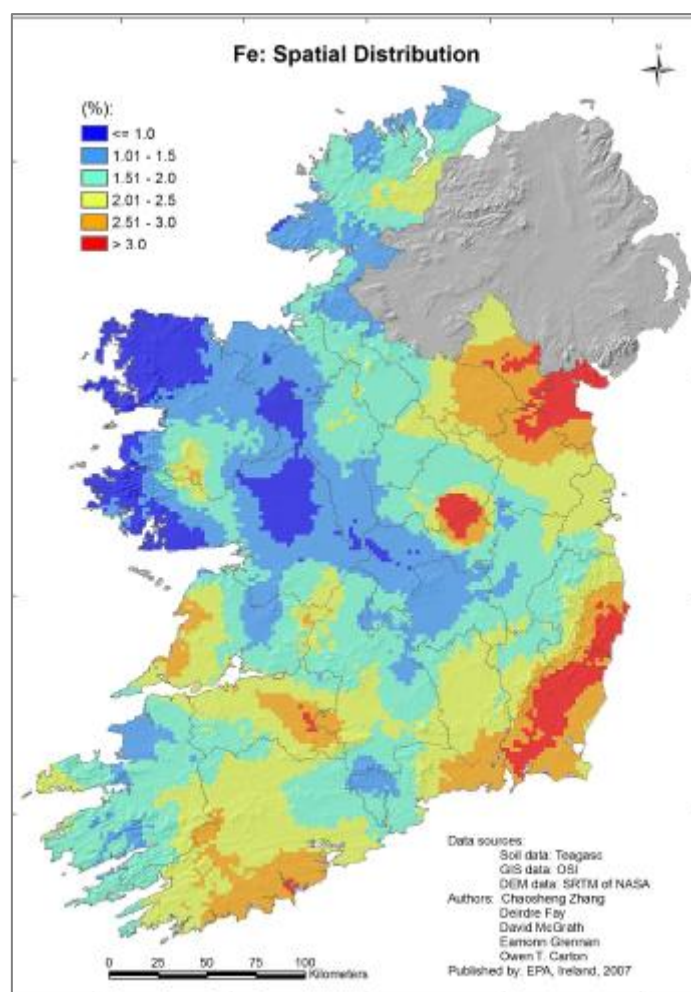 Fe: Spatial Distribution
N
(%):
<= 1.0
1.01 - 1.5
1.51 - 2.0
2.01 - 2.5
2.51 - 3.0
> 3.0
Data sources:
Soil data: Teagasc
GIS data: OSI
DEM data: SRTM of NASA
Authors: Chaosheng Zhang
Deirdre Fay
David McGrath
Eamonn Grennan
Owen T. Carton
Published by: EPA, Ireland, 2007
0 25 50 75 100
Kilometers